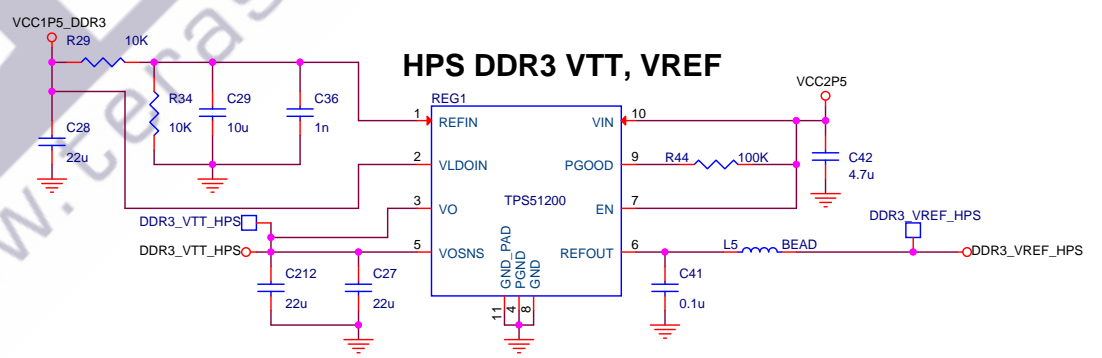 VCC1P5_DDR3
R29 10K
HPS DDR3 VTT, VREF
VCC2P5
R34
10K
C29
10u
C36
1n
C28
22u
REG1
1 REFIN
2 VLDOIN
3 VO
5 VOSNS
TPS51200
GND_PAD
PGND
GND
11
4
8
VIN 10
PGOOD 9
EN 7
REFOUT 6
R44 100K
C42
4.7u
DDR3_VTT_HPS
DDR3_VTT_HPS
C212
22u
C27
22u
C41
0.1u
L5 BEAD
DDR3_VREF_HPS
DDR3_VREF_HPS
w.teras